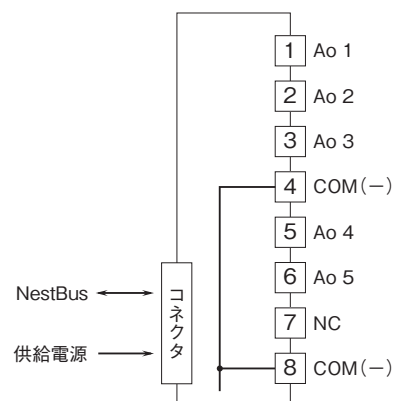 1 Ao 1
2 Ao 2
3 Ao 3
4 COM(－)
5 Ao 4
6 Ao 5
7 NC
8 COM(－)
NestBus
供給電源
コネクタ